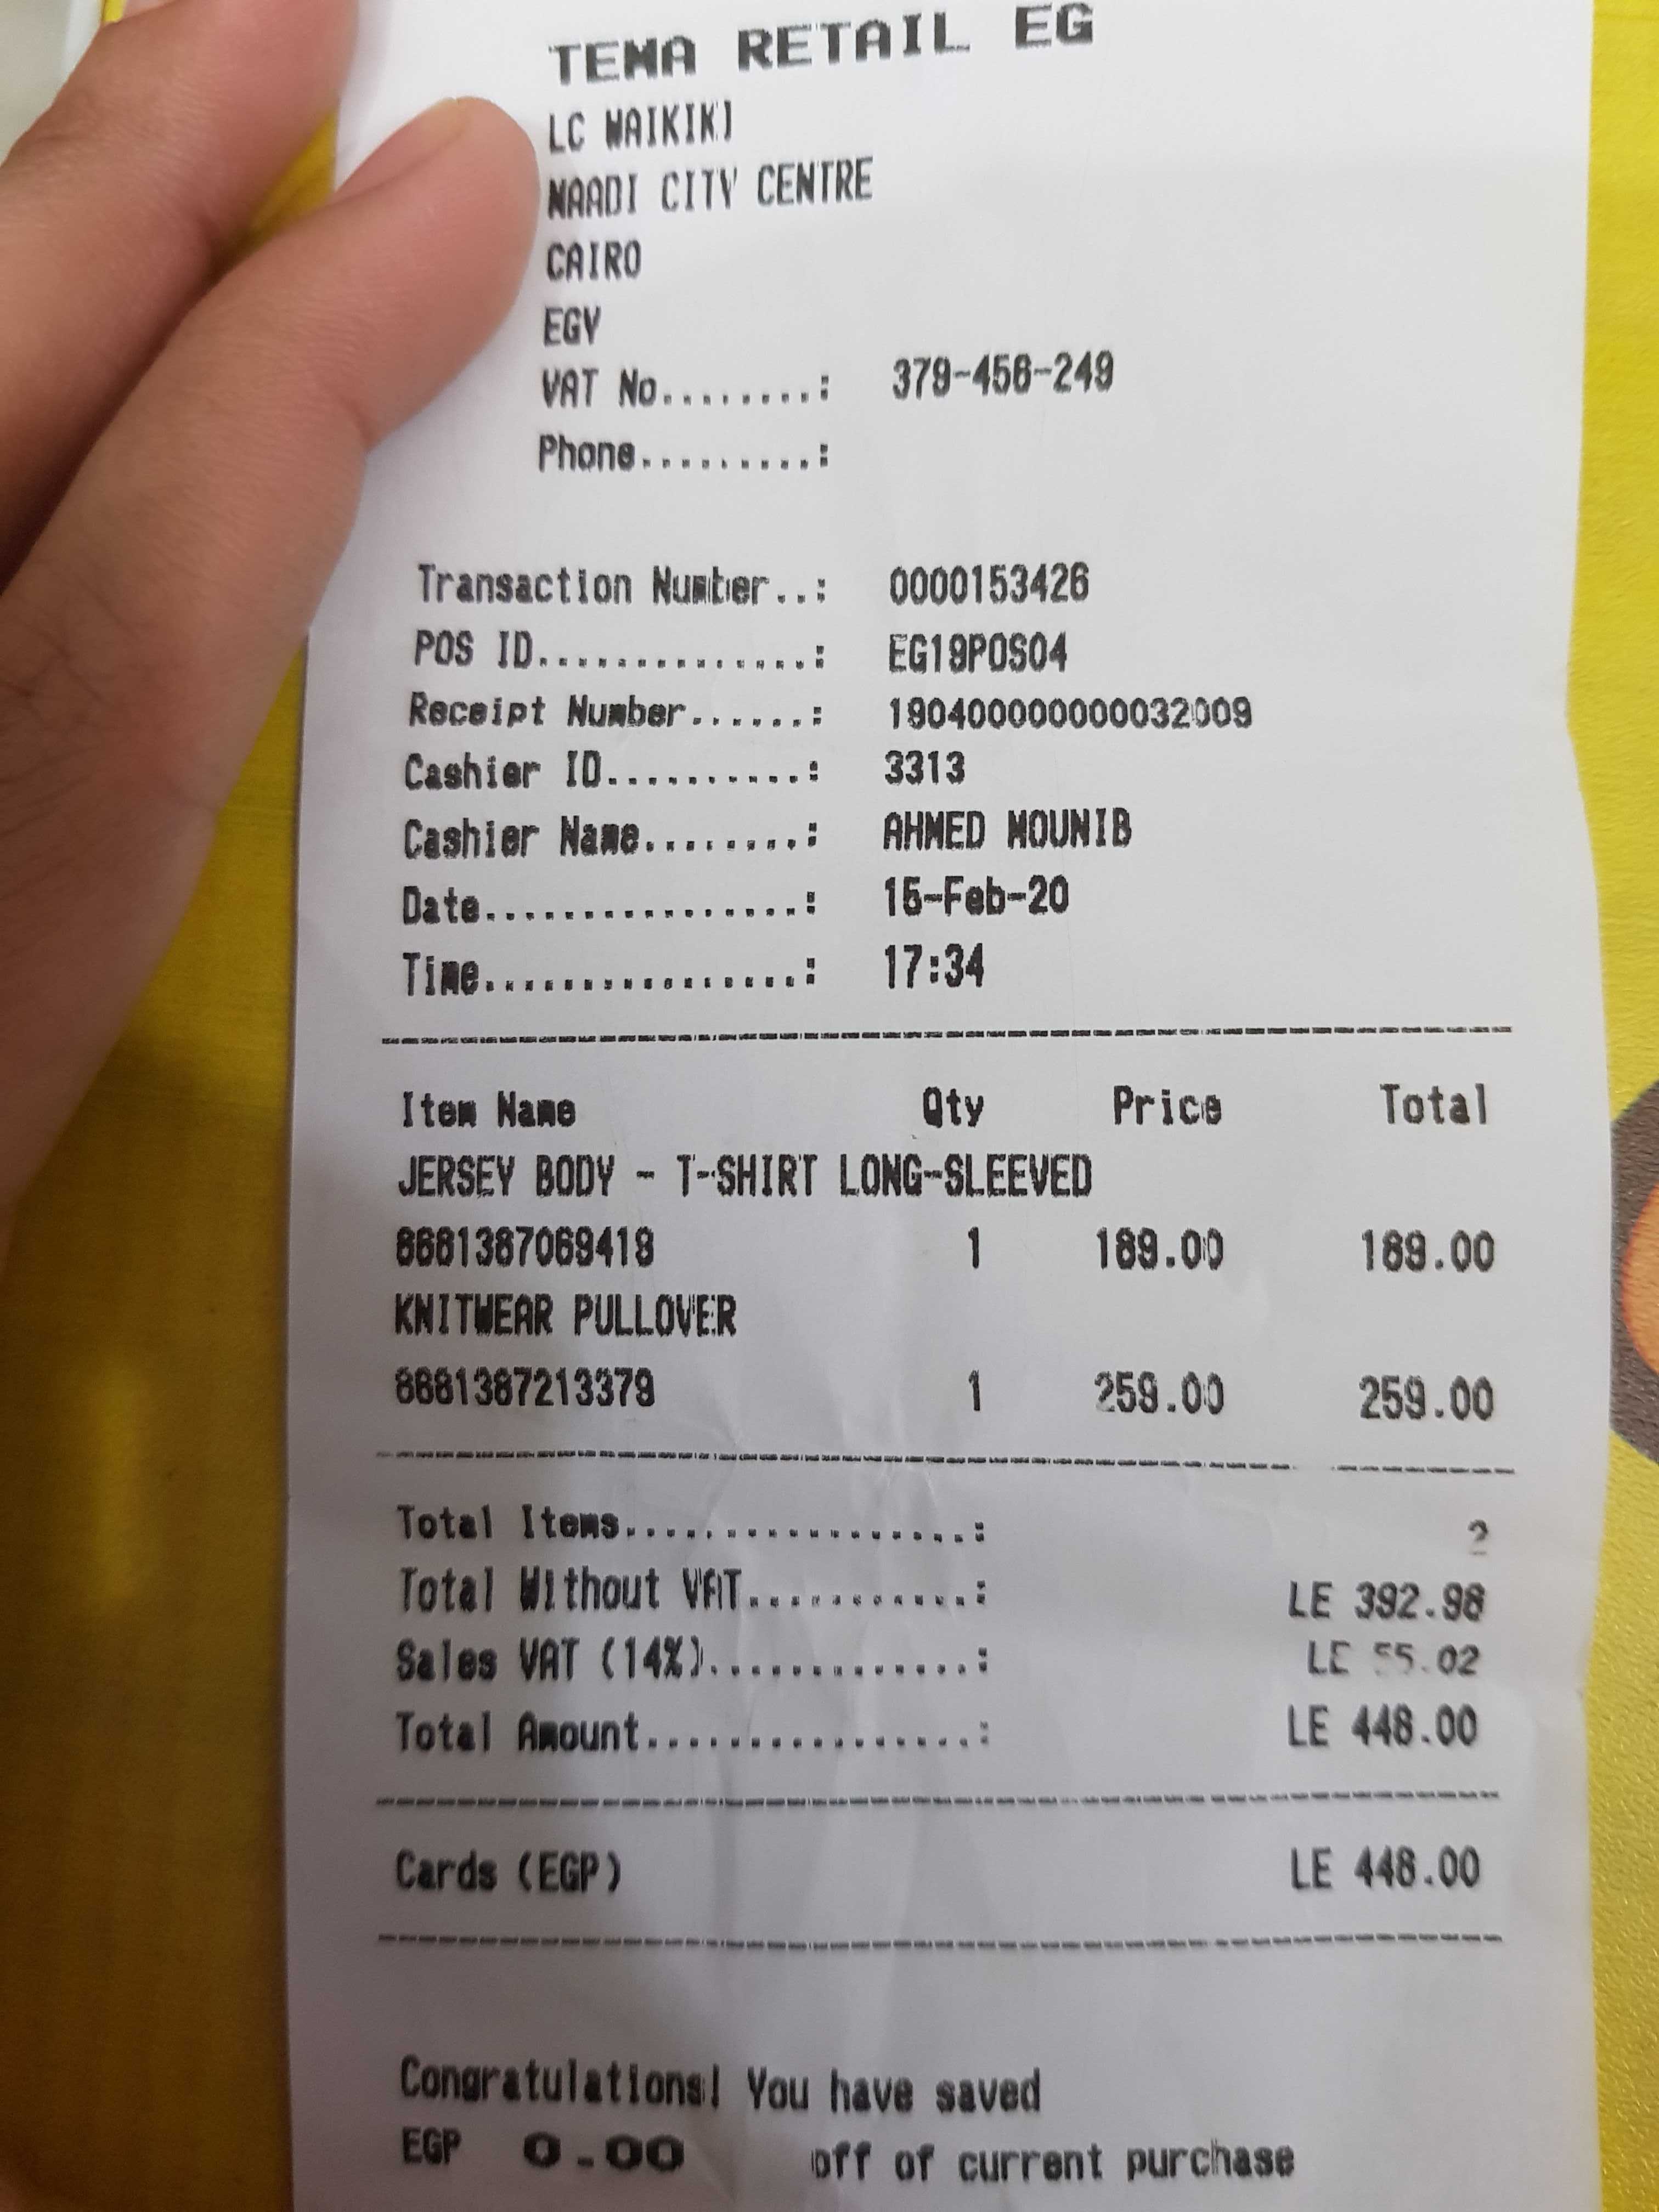 TEMA RETAIL EG
LC WAIKIKI
MAADI CITY CENTRE
CAIRO
EGY
VAT No........: 379-456-249
Phone.........:
Transaction Number..: 0000153426
POS ID..............: EG19POS04
Receipt Number......: 190400000000032009
Cashier ID..........: 3313
Cashier Name........: AHMED MOUNIB
Date................: 15-Feb-20
Time................: 17:34
Item Name Qty Price Total
JERSEY BODY - T-SHIRT LONG-SLEEVED
8681387069419 1 189.00 189.00
KNITWEAR PULLOVER
8681387213379 1 259.00 259.00
Total Items...................: 2
Total Without VAT............: LE 392.98
Sales VAT (14%)..............: LE 55.02
Total Amount.................: LE 448.00
Cards (EGP) LE 448.00
Congratulations! You have saved
EGP 0.00 off of current purchase